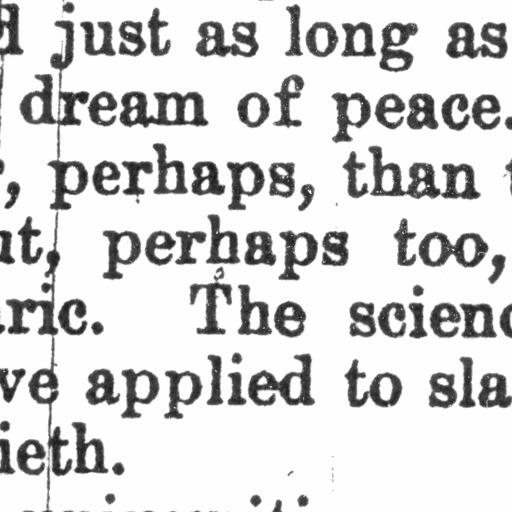 just as long as
dream of peace.
, perhaps, than
ut, perhaps too,
aric. The scienc
ve applied to sla
ieth.